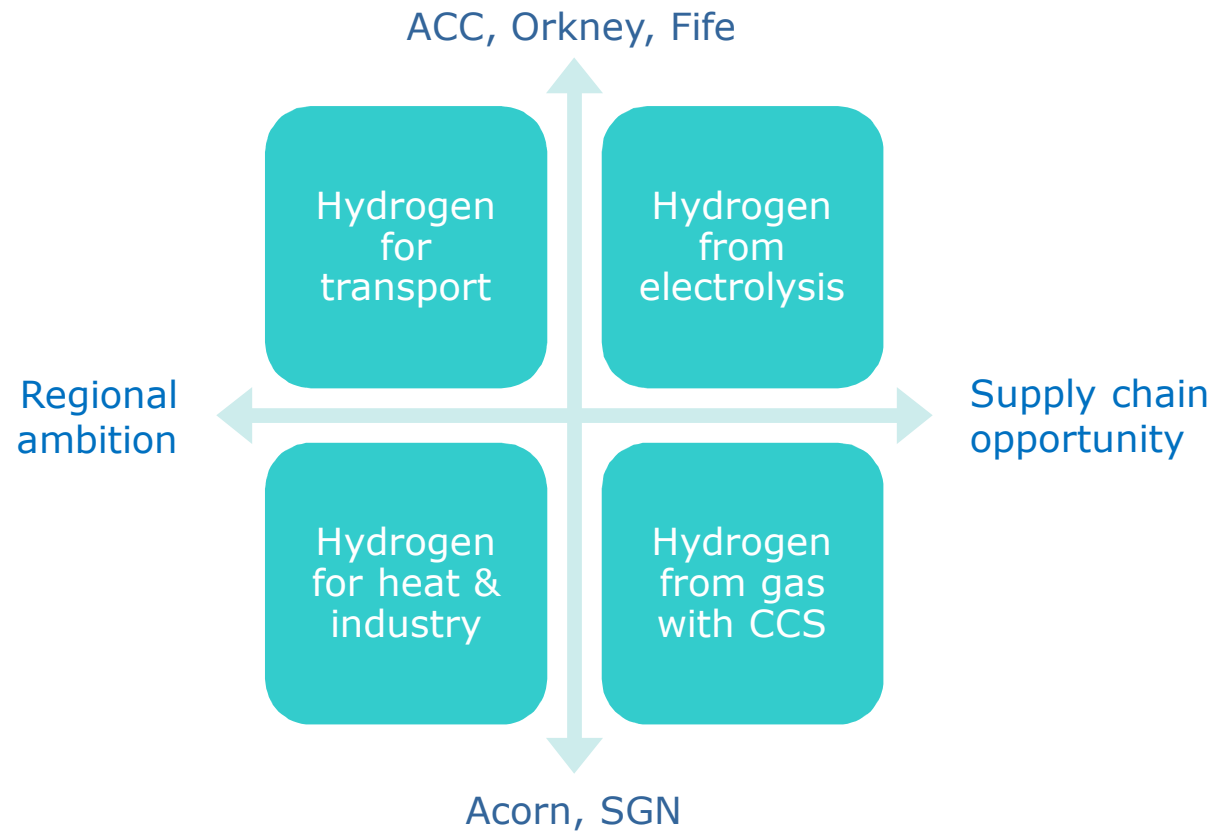 ACC, Orkney, Fife
Hydrogen
for
transport
Hydrogen
from
electrolysis
Regional
ambition
Supply chain
opportunity
Hydrogen
for heat &
industry
Hydrogen
from gas
with CCS
Acorn, SGN